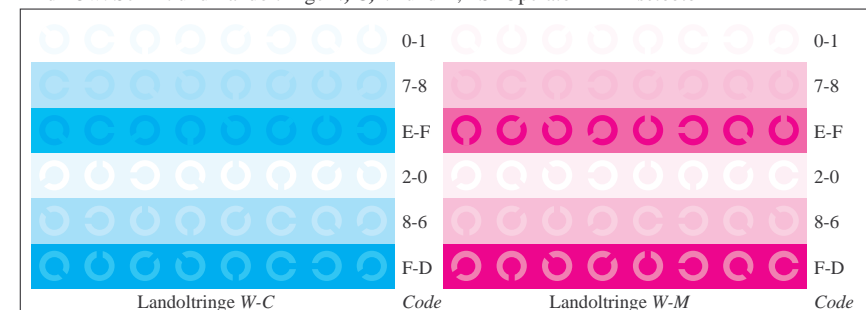 0-1 0-1
7-8 7-8
E-F E-F
2-0 2-0
8-6 8-6
F-D F-D
Landoltringe W-C Code Landoltringe W-M Code